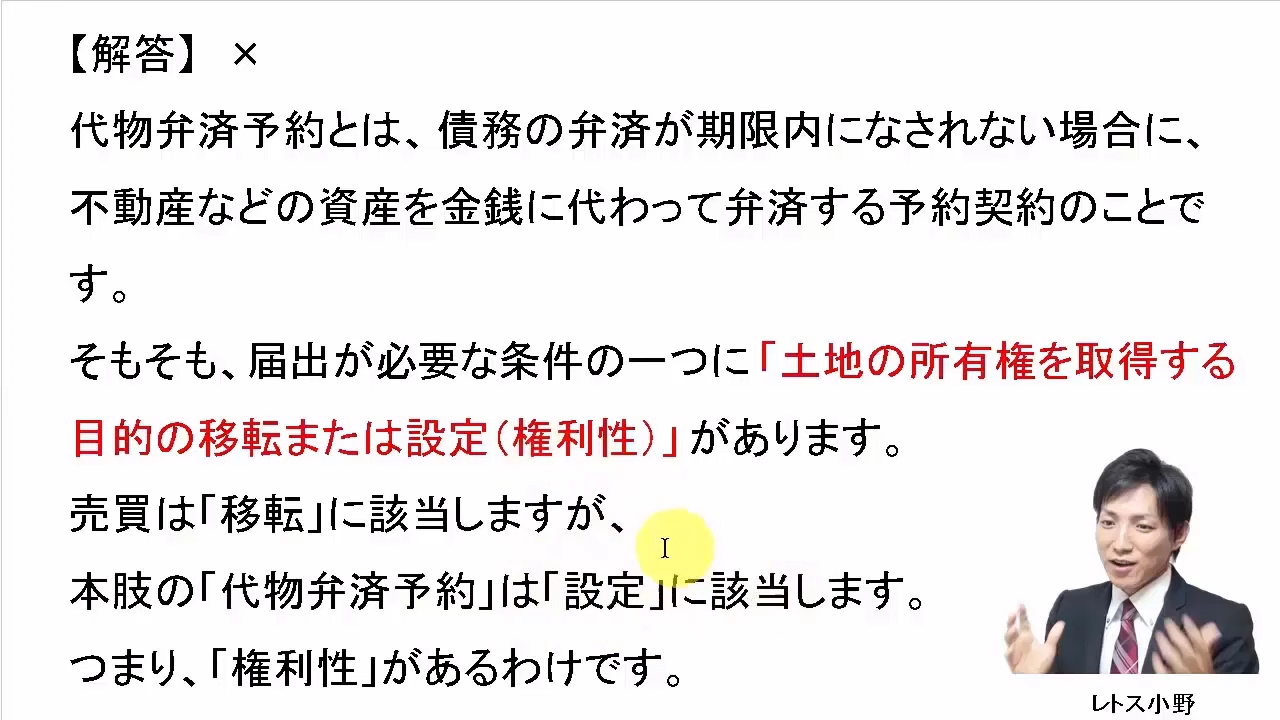 【解答】 ×
代物弁済予約とは、債務の弁済が期限内になされない場合に、
不動産などの資産を金銭に代わって弁済する予約契約のことで
す。
そもそも、届出が必要な条件の一つに「土地の所有権を取得する
目的の移転または設定（権利性）」があります。
売買は「移転」に該当しますが、
本肢の「代物弁済予約」は「設定」に該当します。
つまり、「権利性」があるわけです。
レトス小野